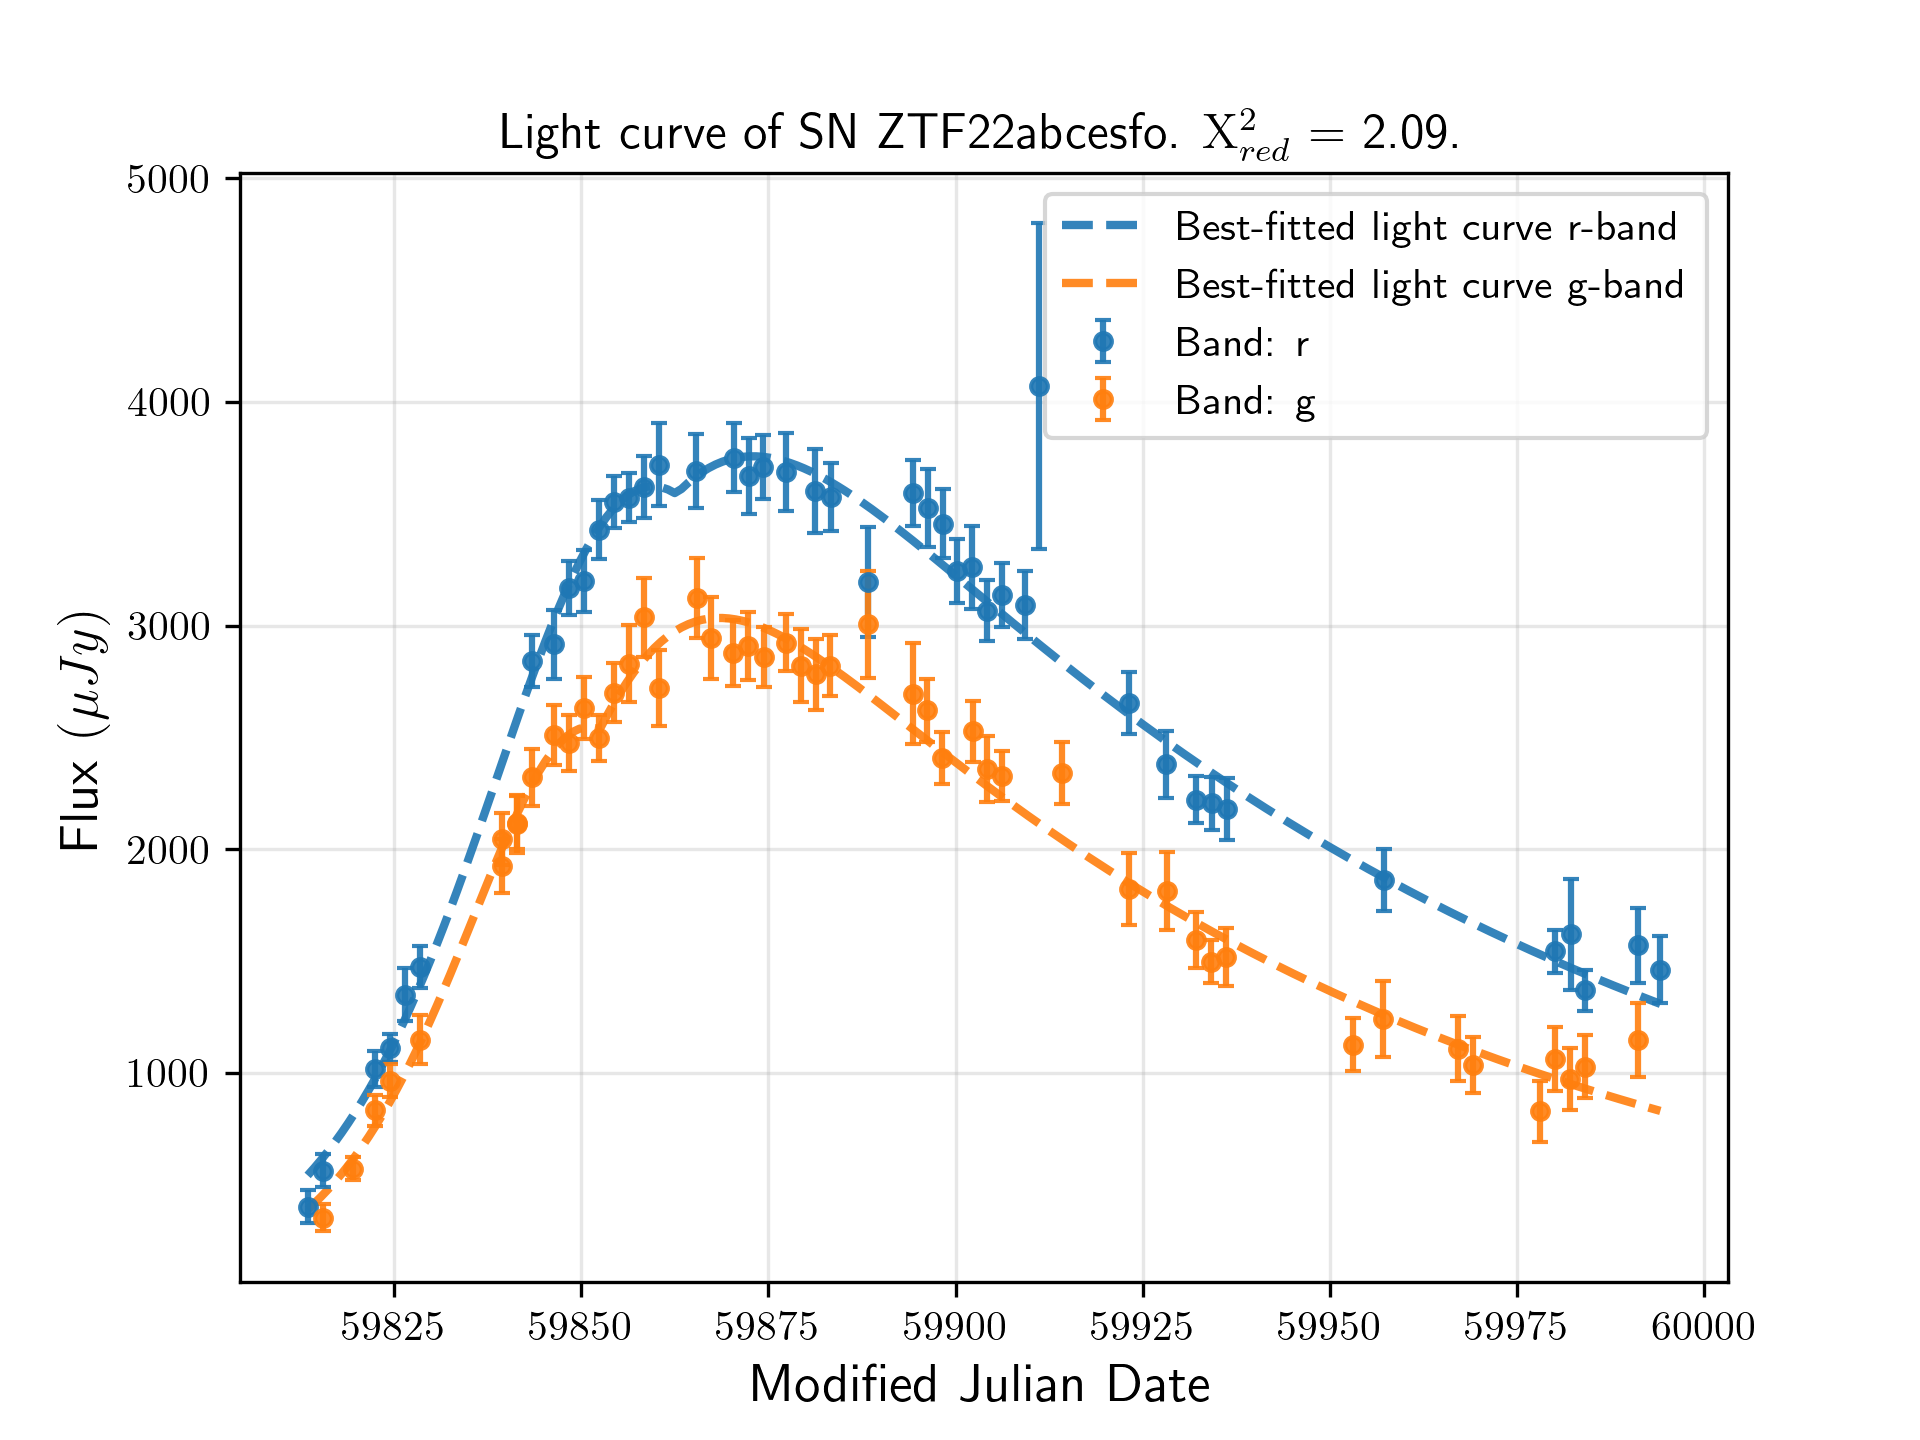 Light curve of SN ZTF22abcesfo. X²_red = 2.09.
5000
4000
3000
2000
1000
Flux (μJy)
Best-fitted light curve r-band
Best-fitted light curve g-band
Band: r
Band: g
59825 59850 59875 59900 59925 59950 59975 60000
Modified Julian Date